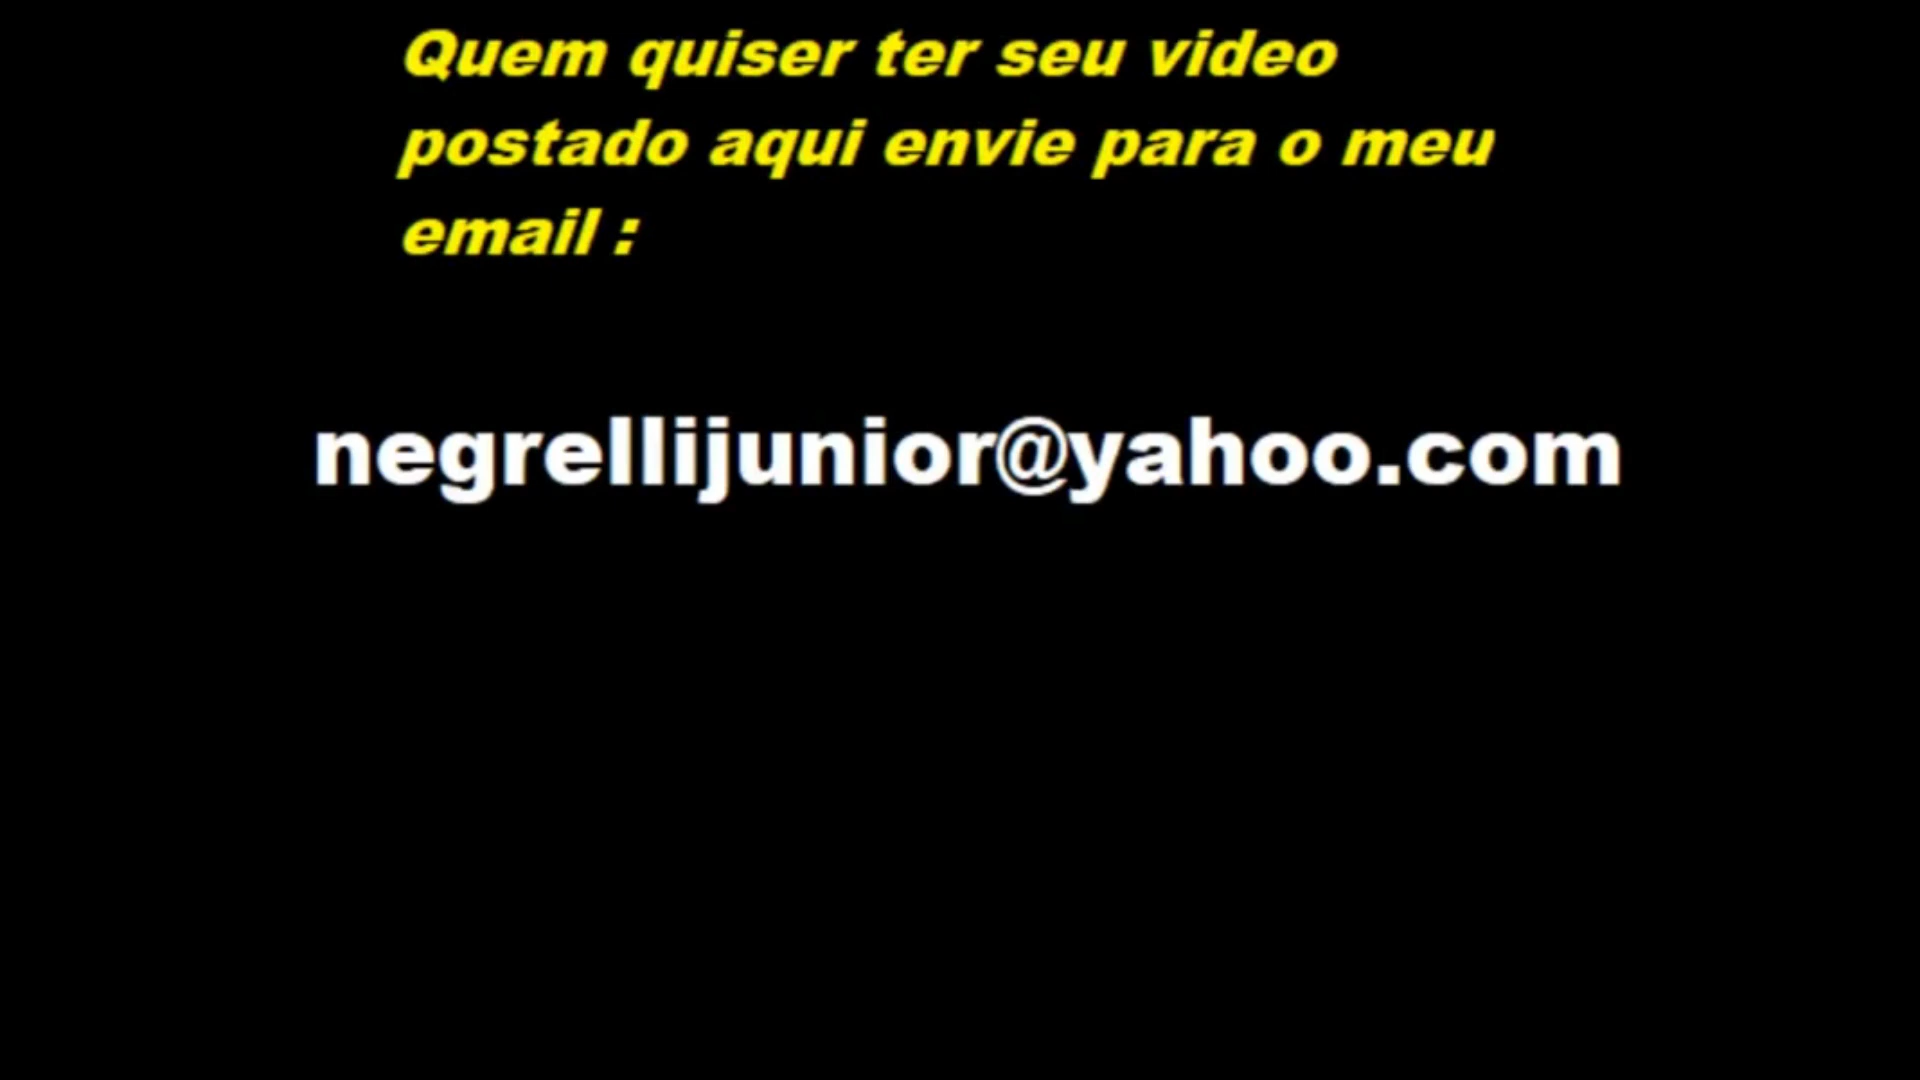 Quem quiser ter seu video
postado aqui envie para o meu
email :
negrellijunior@yahoo.com